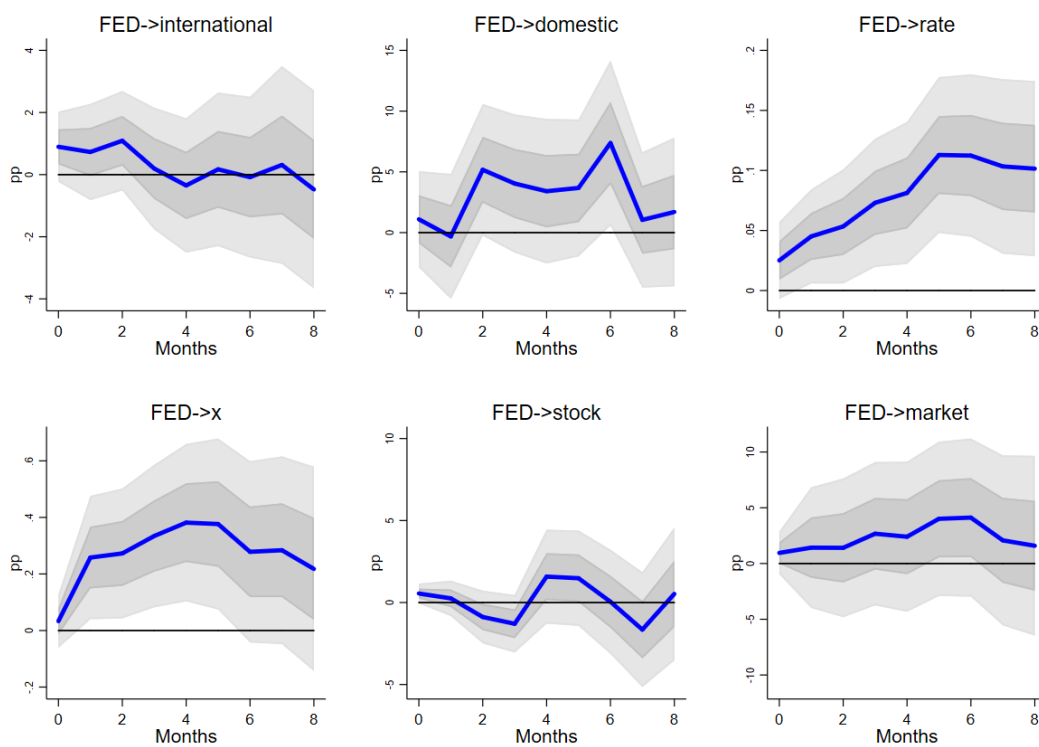 FED->international
4
2
0
-2
-4
pp
0 2 4 6 8
Months
FED->domestic
15
10
5
0
-5
pp
0 2 4 6 8
Months
FED->rate
.2
.15
.1
.05
0
pp
0 2 4 6 8
Months
FED->x
.6
.4
.2
0
-.2
pp
0 2 4 6 8
Months
FED->stock
10
5
0
-5
pp
0 2 4 6 8
Months
FED->market
10
5
0
-5
-10
pp
0 2 4 6 8
Months